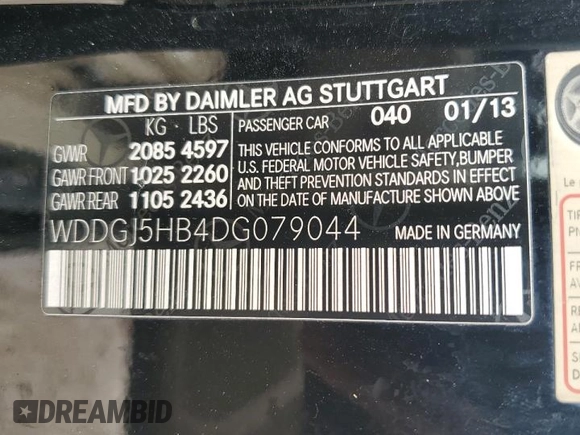 MFD BY DAIMLER AG STUTTGART
KG - LBS PASSENGER CAR 040 01/13
GVWR 2085 4597
GAWR FRONT 1025 2260
GAWR REAR 1105 2436
THIS VEHICLE CONFORMS TO ALL APPLICABLE
U.S. FEDERAL MOTOR VEHICLE SAFETY, BUMPER
AND THEFT PREVENTION STANDARDS IN EFFECT
ON THE DATE OF MANUFACTURE SHOWN ABOVE
WDDGJ5HB4DG079044 MADE IN GERMANY
Le
DREAMBID